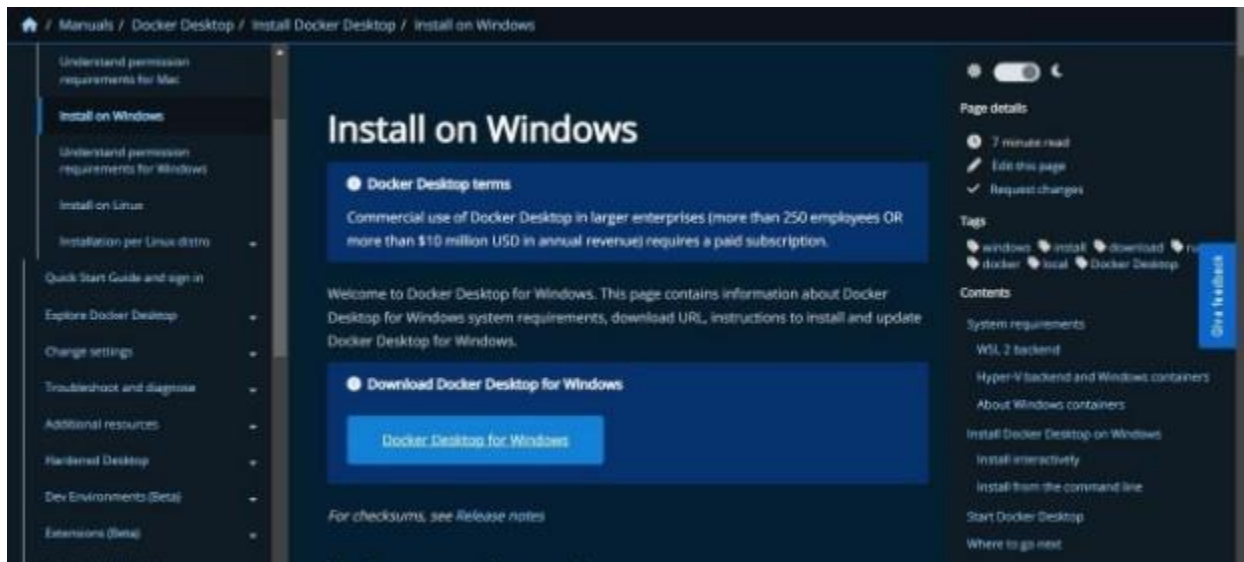 / Manuals / Docker Desktop / Install Docker Desktop / Install on Windows
Understand permission
requirements for Mac
Install on Windows
Understand permission
requirements for Windows
Install on Linux
Installation per Linux distro
Quick Start Guide and sign in
Explore Docker Desktop
Change settings
Troubleshoot and diagnose
Additional resources
Hardened Desktop
Dev Environments (Beta)
Extensions (Beta)
Install on Windows
Docker Desktop terms
Commercial use of Docker Desktop in larger enterprises (more than 250 employees OR
more than $10 million USD in annual revenue) requires a paid subscription.
Welcome to Docker Desktop for Windows. This page contains information about Docker
Desktop for Windows system requirements, download URL, instructions to install and update
Docker Desktop for Windows.
Download Docker Desktop for Windows
Docker Desktop for Windows
For checksums, see Release notes
Page details
7 minute read
Edit this page
Request changes
Tags
windows install download
docker local Docker Desktop
Contents
System requirements
WSL 2 backend
Hyper-V backend and Windows containers
About Windows containers
Install Docker Desktop on Windows
Install interactively
Install from the command line
Start Docker Desktop
Where to go next
Give feedback